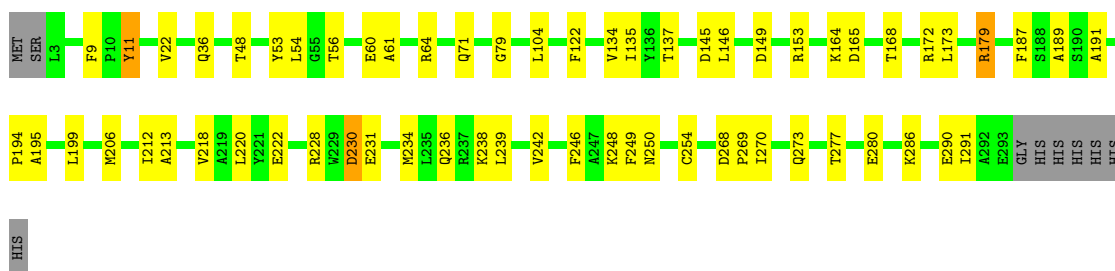 MET SER L3 F9 P10 Y11 V22 Q36 T48 Y53 L54 G55 T56 E60 A61 R64 Q71 G79 L104 F122 V134 I135 Y136 T137 D145 L146 D149 R153 K164 D165 T168 R172 L173 R179 F187 S188 A189 S190 A191
P194 A195 L199 M206 I212 A213 V218 A219 L220 Y221 E222 R228 W229 D230 E231 M234 L235 Q236 R237 K238 L239 V242 F246 A247 K248 F249 N250 C254 D268 P269 I270 Q273 T277 E280 K286 E290 I291 A292 E293 GLY HIS HIS HIS HIS HIS
HIS